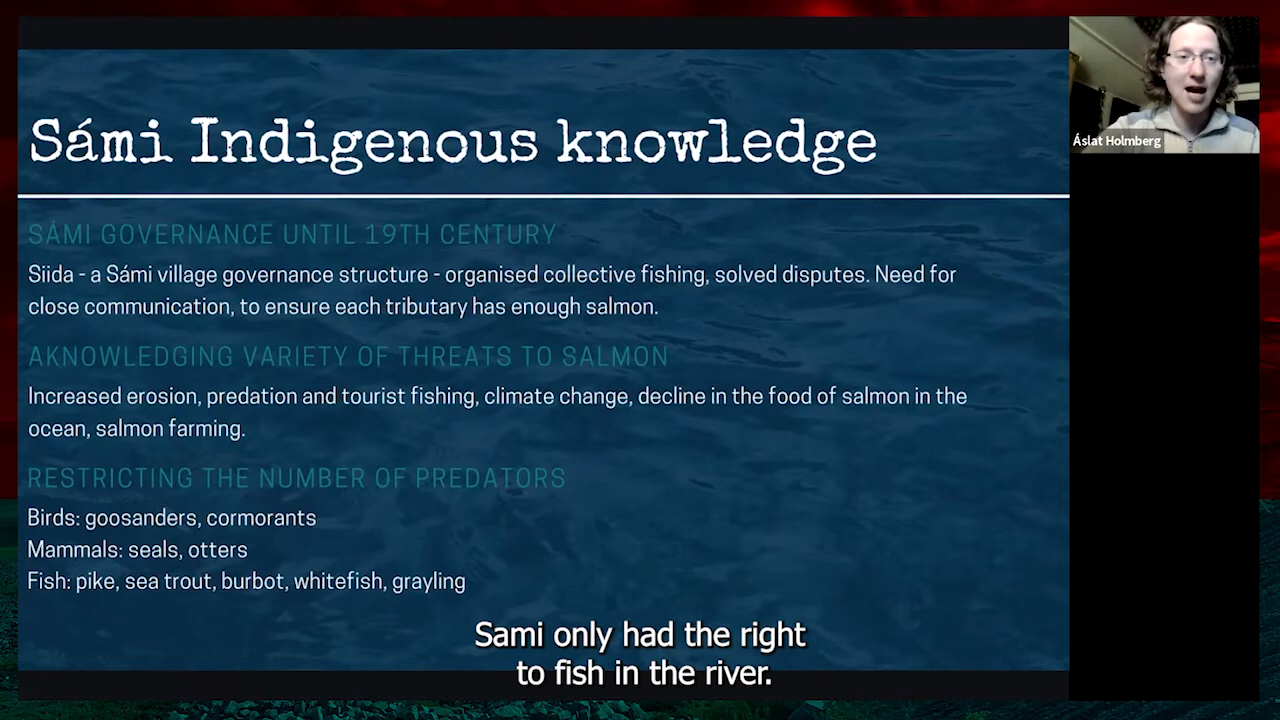 Sámi Indigenous knowledge
Áslat Holmberg
SÁMI GOVERNANCE UNTIL 19TH CENTURY
Siida - a Sámi village governance structure - organised collective fishing, solved disputes. Need for
close communication, to ensure each tributary has enough salmon.
AKNOWLEDGING VARIETY OF THREATS TO SALMON
Increased erosion, predation and tourist fishing, climate change, decline in the food of salmon in the
ocean, salmon farming.
RESTRICTING THE NUMBER OF PREDATORS
Birds: goosanders, cormorants
Mammals: seals, otters
Fish: pike, sea trout, burbot, whitefish, grayling
Sami only had the right
to fish in the river.